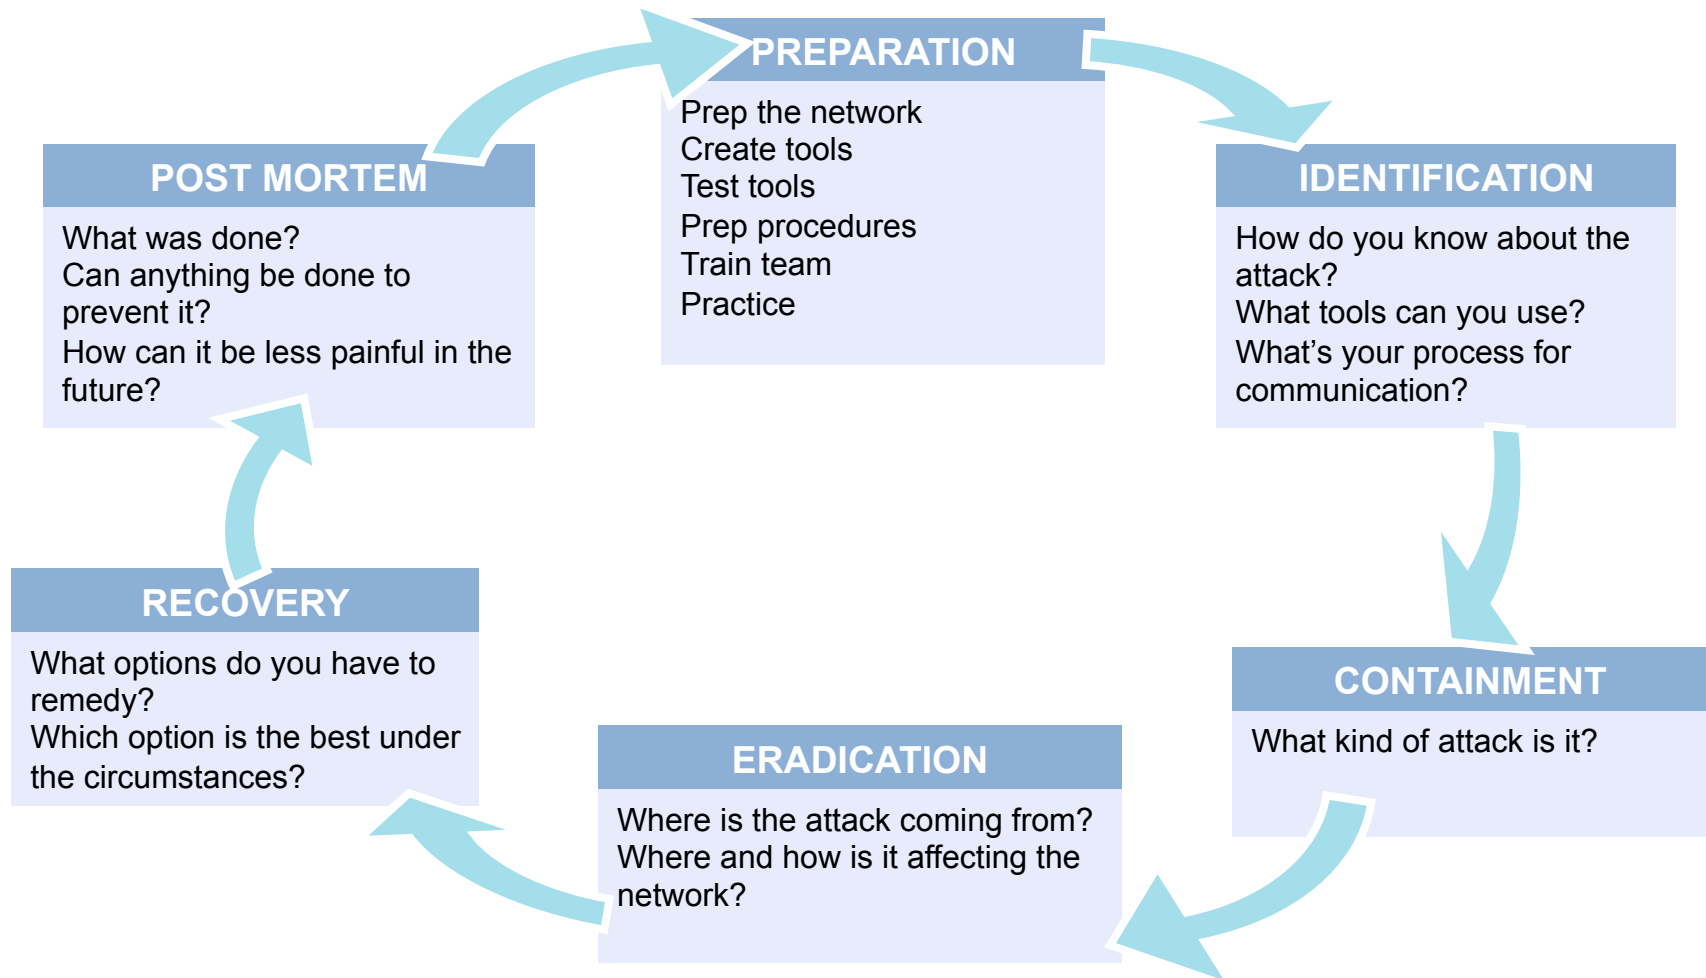 PREPARATION
Prep the network
Create tools
Test tools
Prep procedures
Train team
Practice
IDENTIFICATION
How do you know about the
attack?
What tools can you use?
What’s your process for
communication?
CONTAINMENT
What kind of attack is it?
ERADICATION
Where is the attack coming from?
Where and how is it affecting the
network?
RECOVERY
What options do you have to
remedy?
Which option is the best under
the circumstances?
POST MORTEM
What was done?
Can anything be done to
prevent it?
How can it be less painful in the
future?